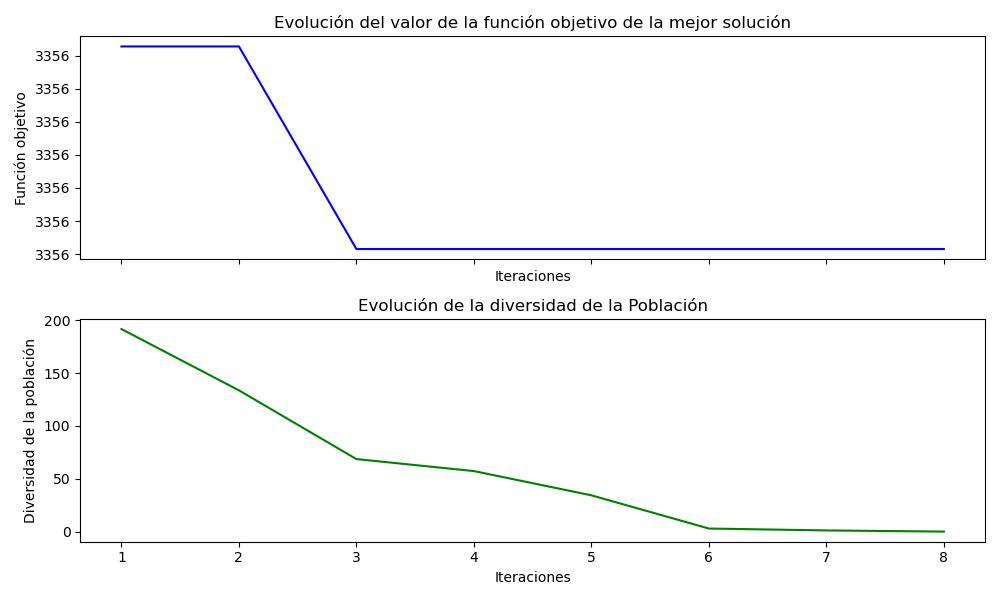 Evolución del valor de la función objetivo de la mejor solución
Función objetivo
3356
3356
3356
3356
3356
3356
3356
Iteraciones
Evolución de la diversidad de la Población
Diversidad de la población
200
150
100
50
0
1 2 3 4 5 6 7 8
Iteraciones